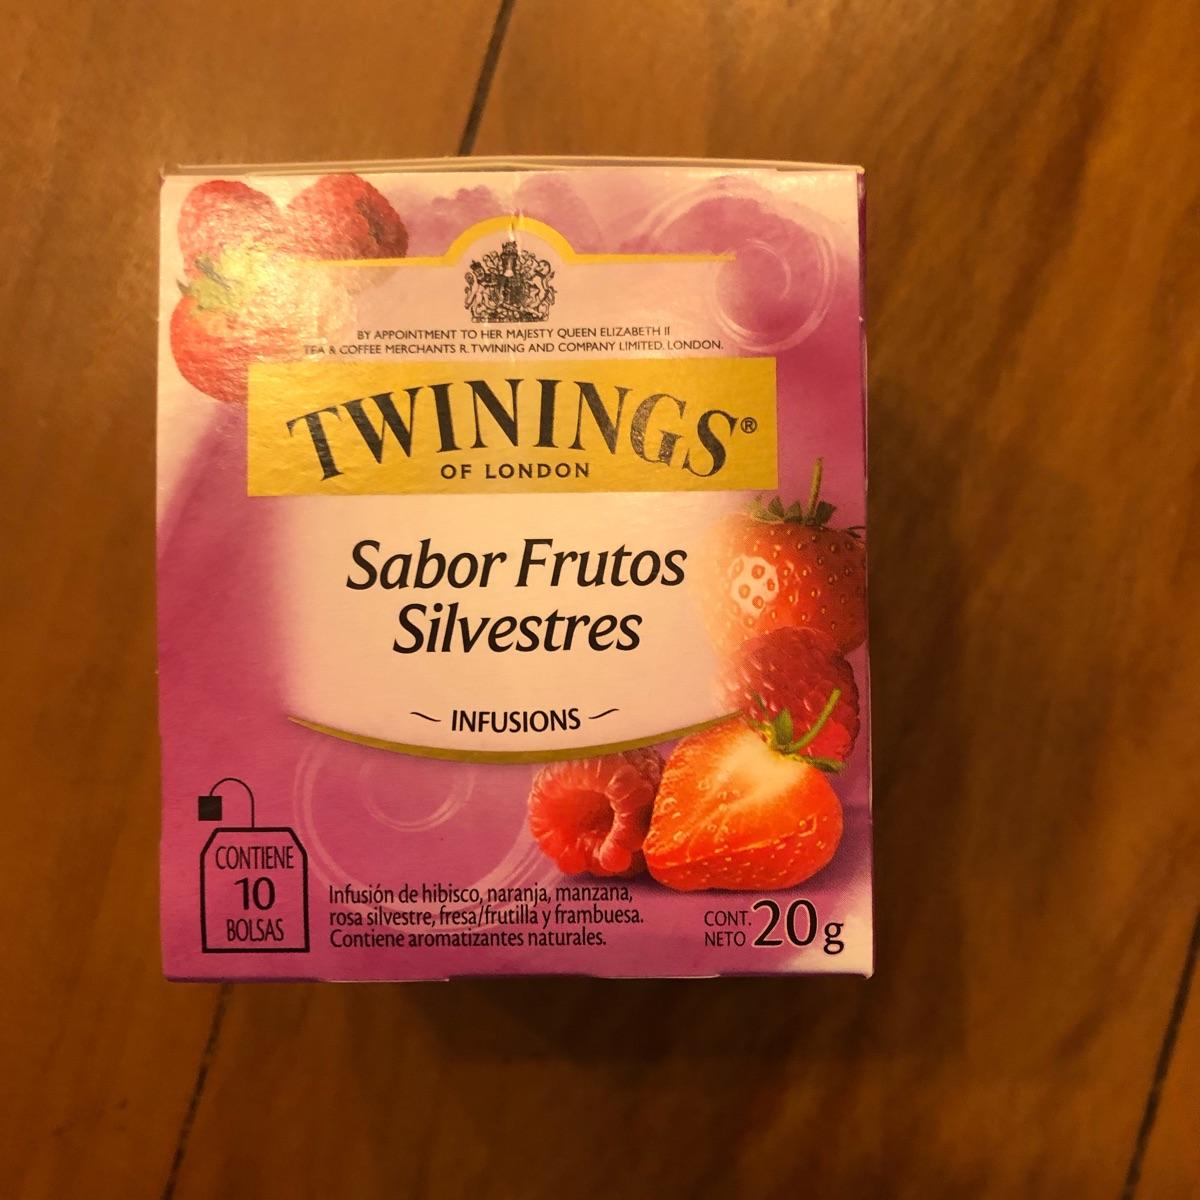 BY APPOINTMENT TO HER MAJESTY QUEEN ELIZABETH II
TEA & COFFEE MERCHANTS R. TWINING AND COMPANY LIMITED. LONDON.
TWININGS®
OF LONDON
Sabor Frutos
Silvestres
~ INFUSIONS ~
CONTIENE
10
BOLSAS
Infusión de hibisco, naranja, manzana,
rosa silvestre, fresa/frutilla y frambuesa.
Contiene aromatizantes naturales.
CONT.
NETO 20 g